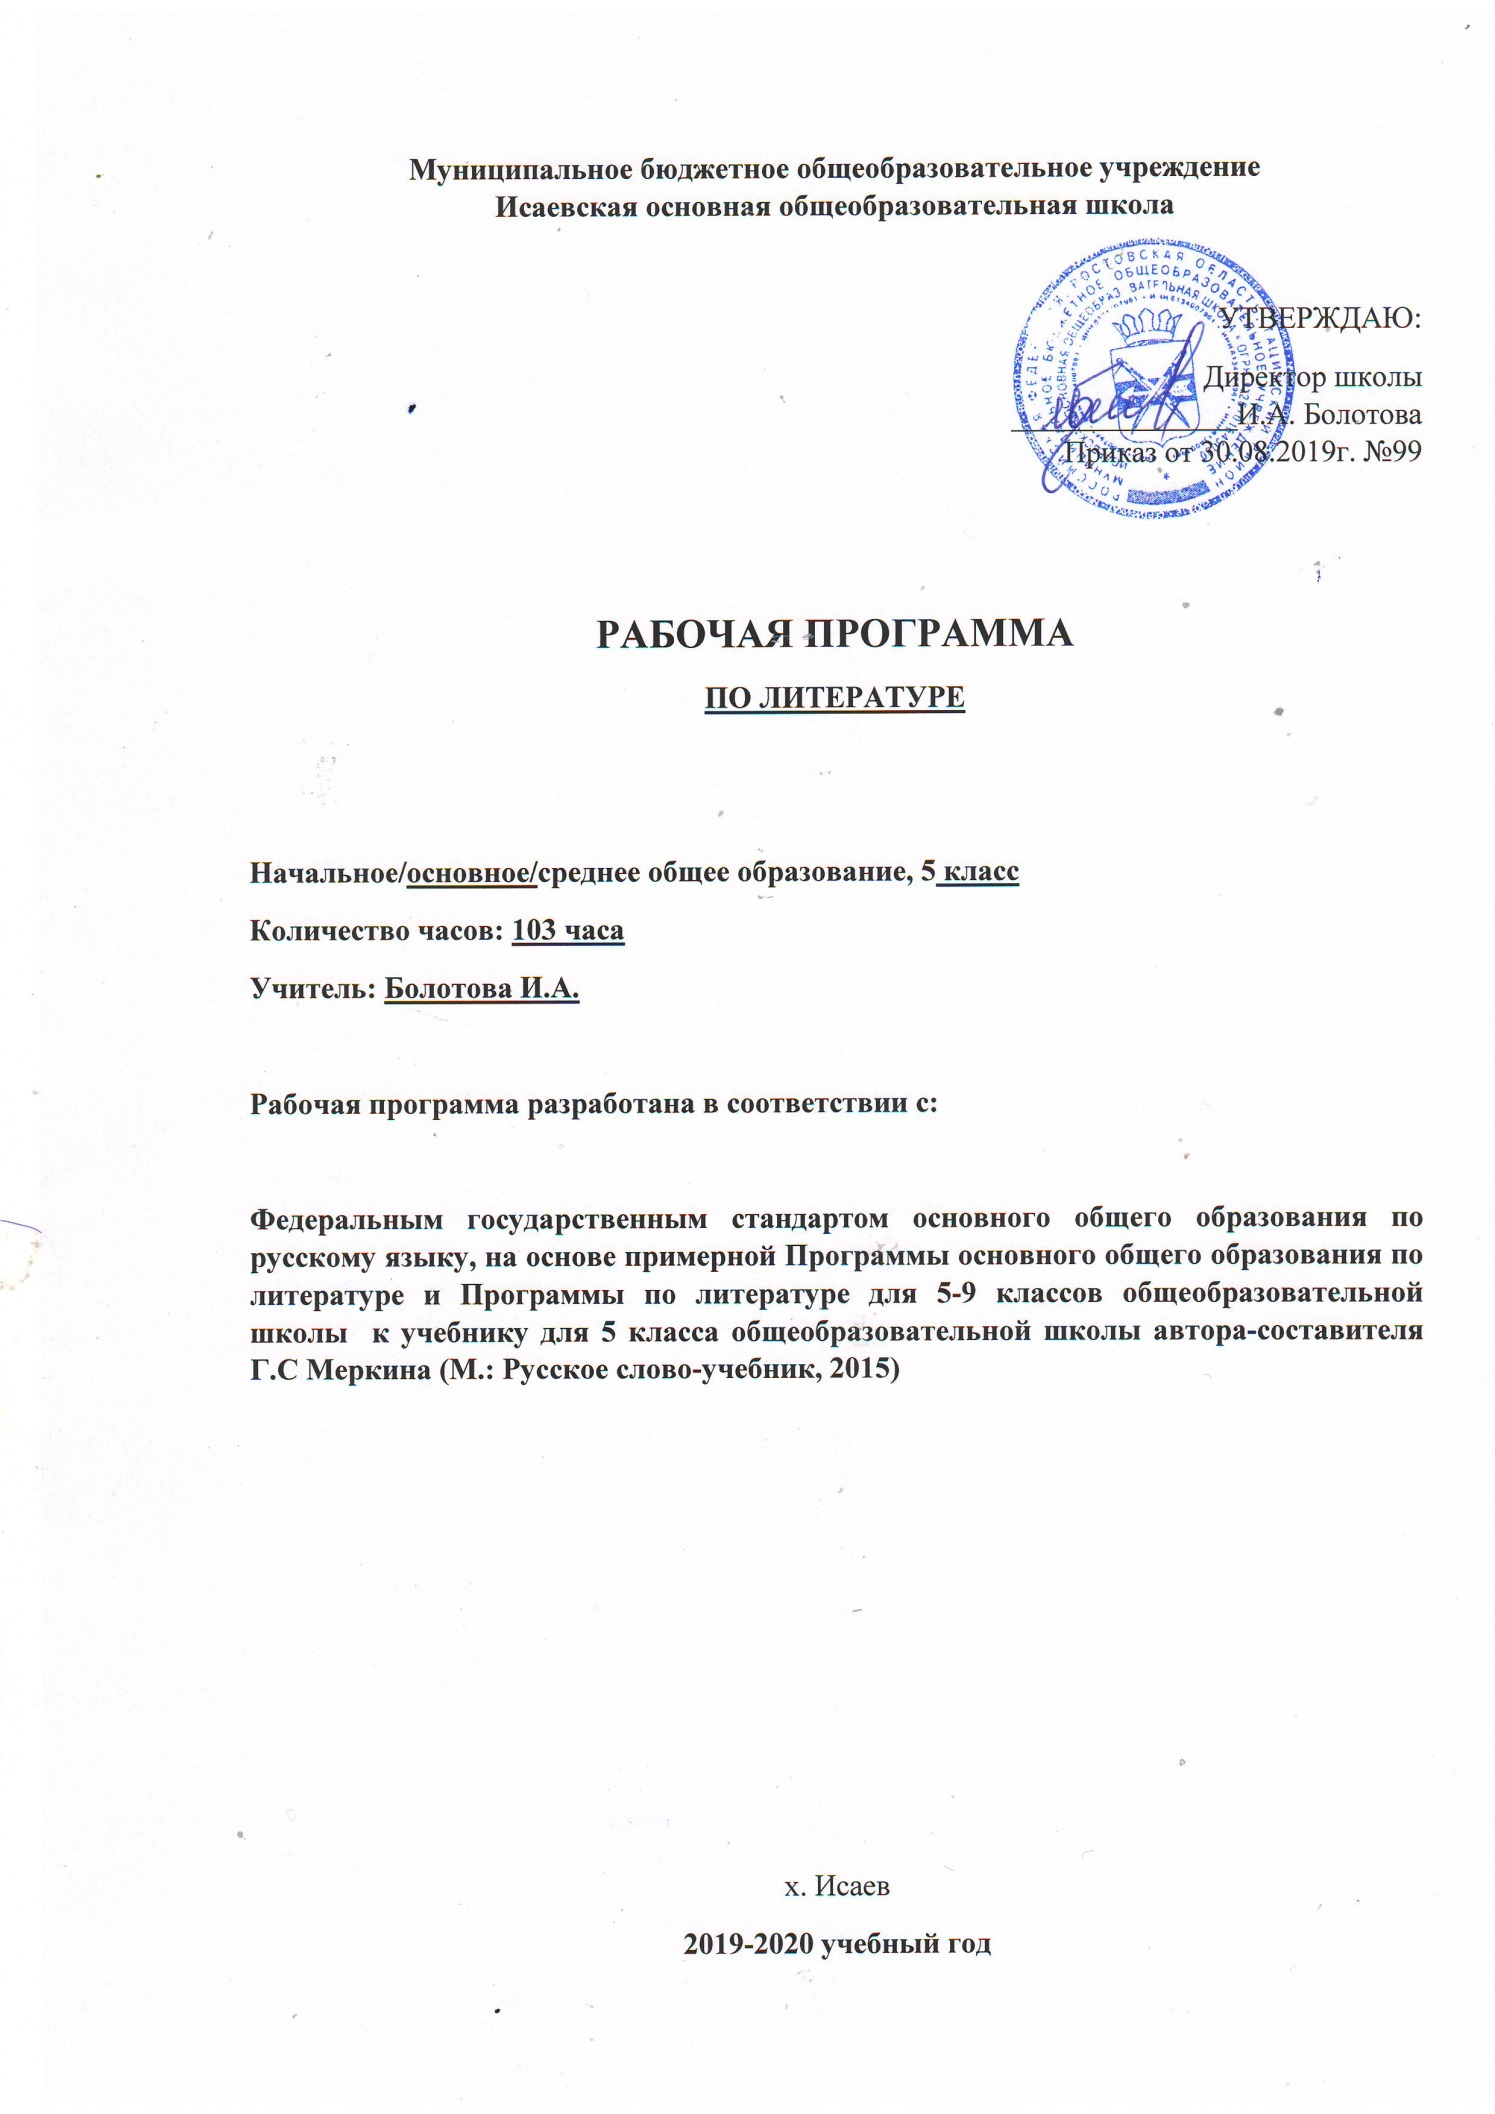 Муниципальное бюджетное общеобразовательное учреждение
Исаевская основная общеобразовательная школа
УТВЕРЖДАЮ:
Директор школы
И.А. Болотова
Приказ от 30.08.2019г. №99
РАБОЧАЯ ПРОГРАММА
ПО ЛИТЕРАТУРЕ
Начальное/основное/среднее общее образование, 5 класс
Количество часов: 103 часа
Учитель: Болотова И.А.
Рабочая программа разработана в соответствии с:
Федеральным государственным стандартом основного общего образования по
русскому языку, на основе примерной Программы основного общего образования по
литературе и Программы по литературе для 5-9 классов общеобразовательной
школы к учебнику для 5 класса общеобразовательной школы автора-составителя
Г.С Меркина (М.: Русское слово-учебник, 2015)
х. Исаев
2019-2020 учебный год